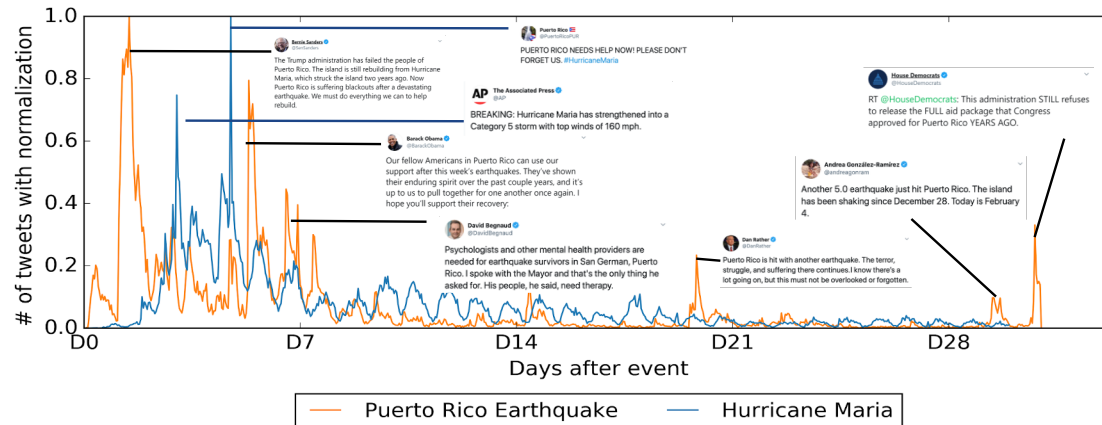 1.0
0.8
0.6
0.4
0.2
0.0
# of tweets with normalization
Bernie Sanders
@SenSanders
The Trump administration has failed the people of
Puerto Rico. The island is still rebuilding from Hurricane
Maria, which struck the island two years ago. Now
Puerto Rico is suffering blackouts after a devastating
earthquake. We must do everything we can to help
rebuild.
Puerto Rico
@PuertoRicoPUR
PUERTO RICO NEEDS HELP NOW! PLEASE DON'T
FORGET US. #HurricaneMaria
AP
The Associated Press
@AP
BREAKING: Hurricane Maria has strengthened into a
Category 5 storm with top winds of 160 mph.
House Democrats
@HouseDemocrats
RT @HouseDemocrats: This administration STILL refuses
to release the FULL aid package that Congress
approved for Puerto Rico YEARS AGO.
Barack Obama
@BarackObama
Our fellow Americans in Puerto Rico can use our
support after this week's earthquakes. They've shown
their enduring spirit over the past couple years, and it's
up to us to pull together for one another once again. I
hope you'll support their recovery:
Andrea González-Ramírez
@andreagonram
Another 5.0 earthquake just hit Puerto Rico. The island
has been shaking since December 28. Today is February
4.
David Begnaud
@DavidBegnaud
Psychologists and other mental health providers are
needed for earthquake survivors in San German, Puerto
Rico. I spoke with the Mayor and that's the only thing he
asked for. His people, he said, need therapy.
Dan Rather
@DanRather
Puerto Rico is hit with another earthquake. The terror,
struggle, and suffering there continues.I know there's a
lot going on, but this must not be overlooked or forgotten.
D0
D7
D14
D21
D28
Days after event
Puerto Rico Earthquake
Hurricane Maria